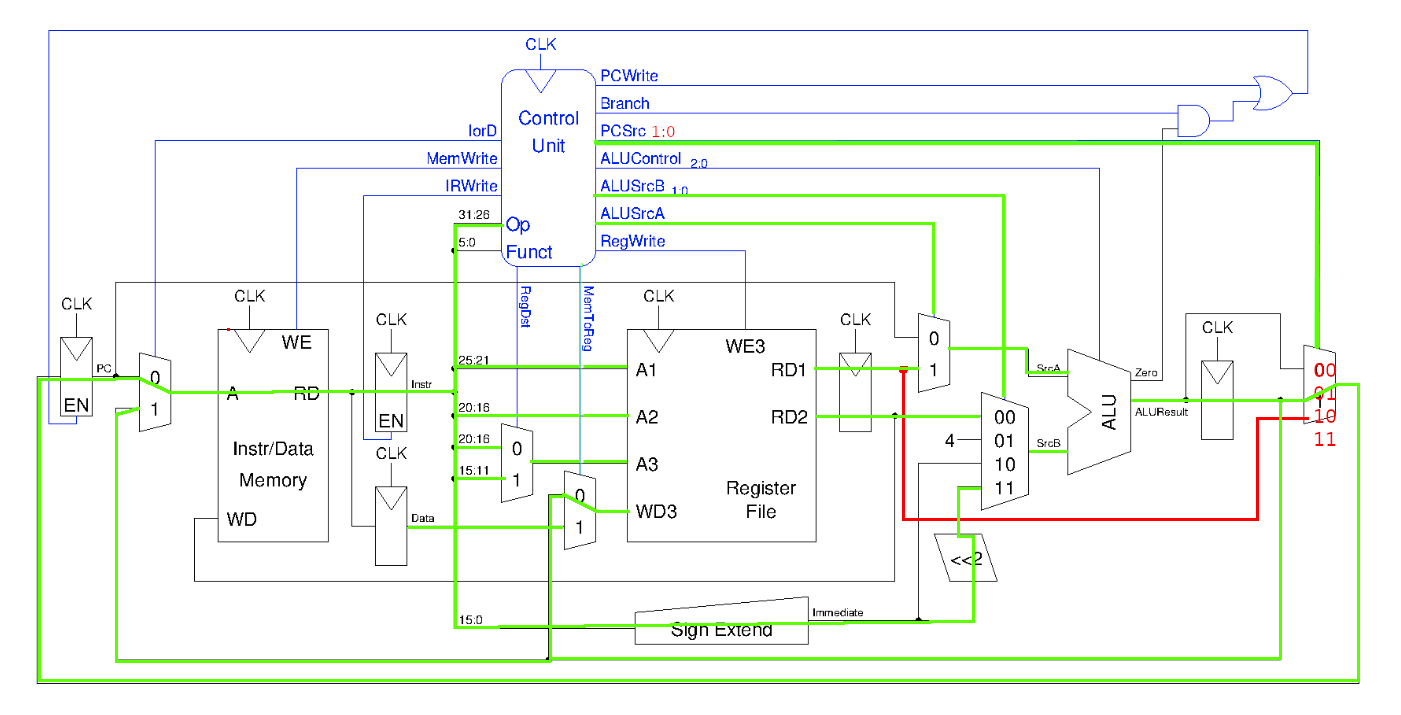 CLK
PCWrite
Branch
Control
Unit
IorD
PCSrc 1:0
MemWrite
ALUControl 2:0
IRWrite
ALUSrcB 1:0
31:26
Op
ALUSrcA
5:0
Funct
RegWrite
RegDst
MemToReg
CLK
CLK
CLK
CLK
CLK
CLK
WE
WE3
PC
0
1
EN
A
RD
EN
Instr
25:21
A1
RD1
0
1
SrcA
Zero
00
01
10
11
20:16
A2
RD2
00
01
10
11
4
ALU
ALUResult
SrcB
Instr/Data
Memory
CLK
20:16
15:11
0
1
A3
0
1
WD3
Register
File
WD
Data
<<2
15:0
Sign Extend
Immediate